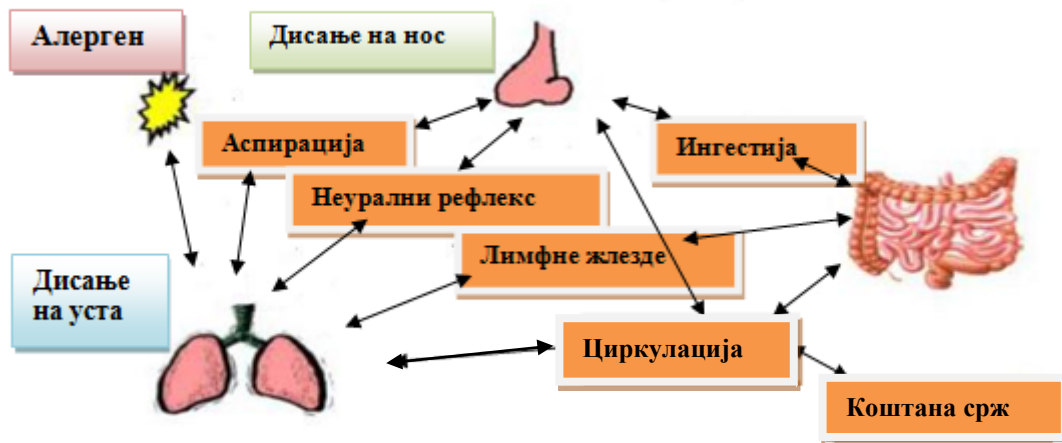 Алерген
Дисање на нос
Аспирација
Ингестија
Неурални рефлекс
Лимфне жлезде
Дисање
на уста
Циркулација
Коштана срж